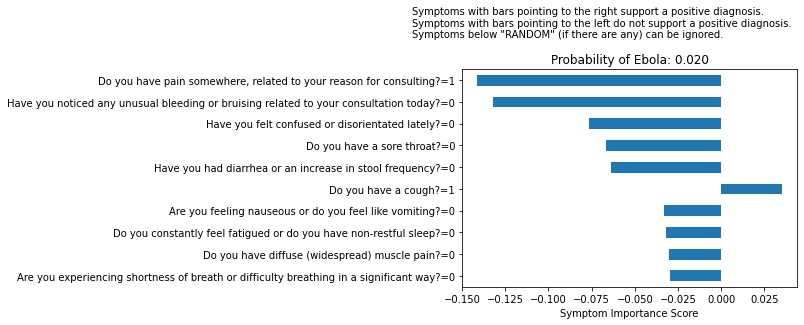 Symptoms with bars pointing to the right support a positive diagnosis.
Symptoms with bars pointing to the left do not support a positive diagnosis.
Symptoms below "RANDOM" (if there are any) can be ignored.
Probability of Ebola: 0.020
Do you have pain somewhere, related to your reason for consulting?=1
Have you noticed any unusual bleeding or bruising related to your consultation today?=0
Have you felt confused or disorientated lately?=0
Do you have a sore throat?=0
Have you had diarrhea or an increase in stool frequency?=0
Do you have a cough?=1
Are you feeling nauseous or do you feel like vomiting?=0
Do you constantly feel fatigued or do you have non-restful sleep?=0
Do you have diffuse (widespread) muscle pain?=0
Are you experiencing shortness of breath or difficulty breathing in a significant way?=0
−0.150 −0.125 −0.100 −0.075 −0.050 −0.025 0.000 0.025
Symptom Importance Score